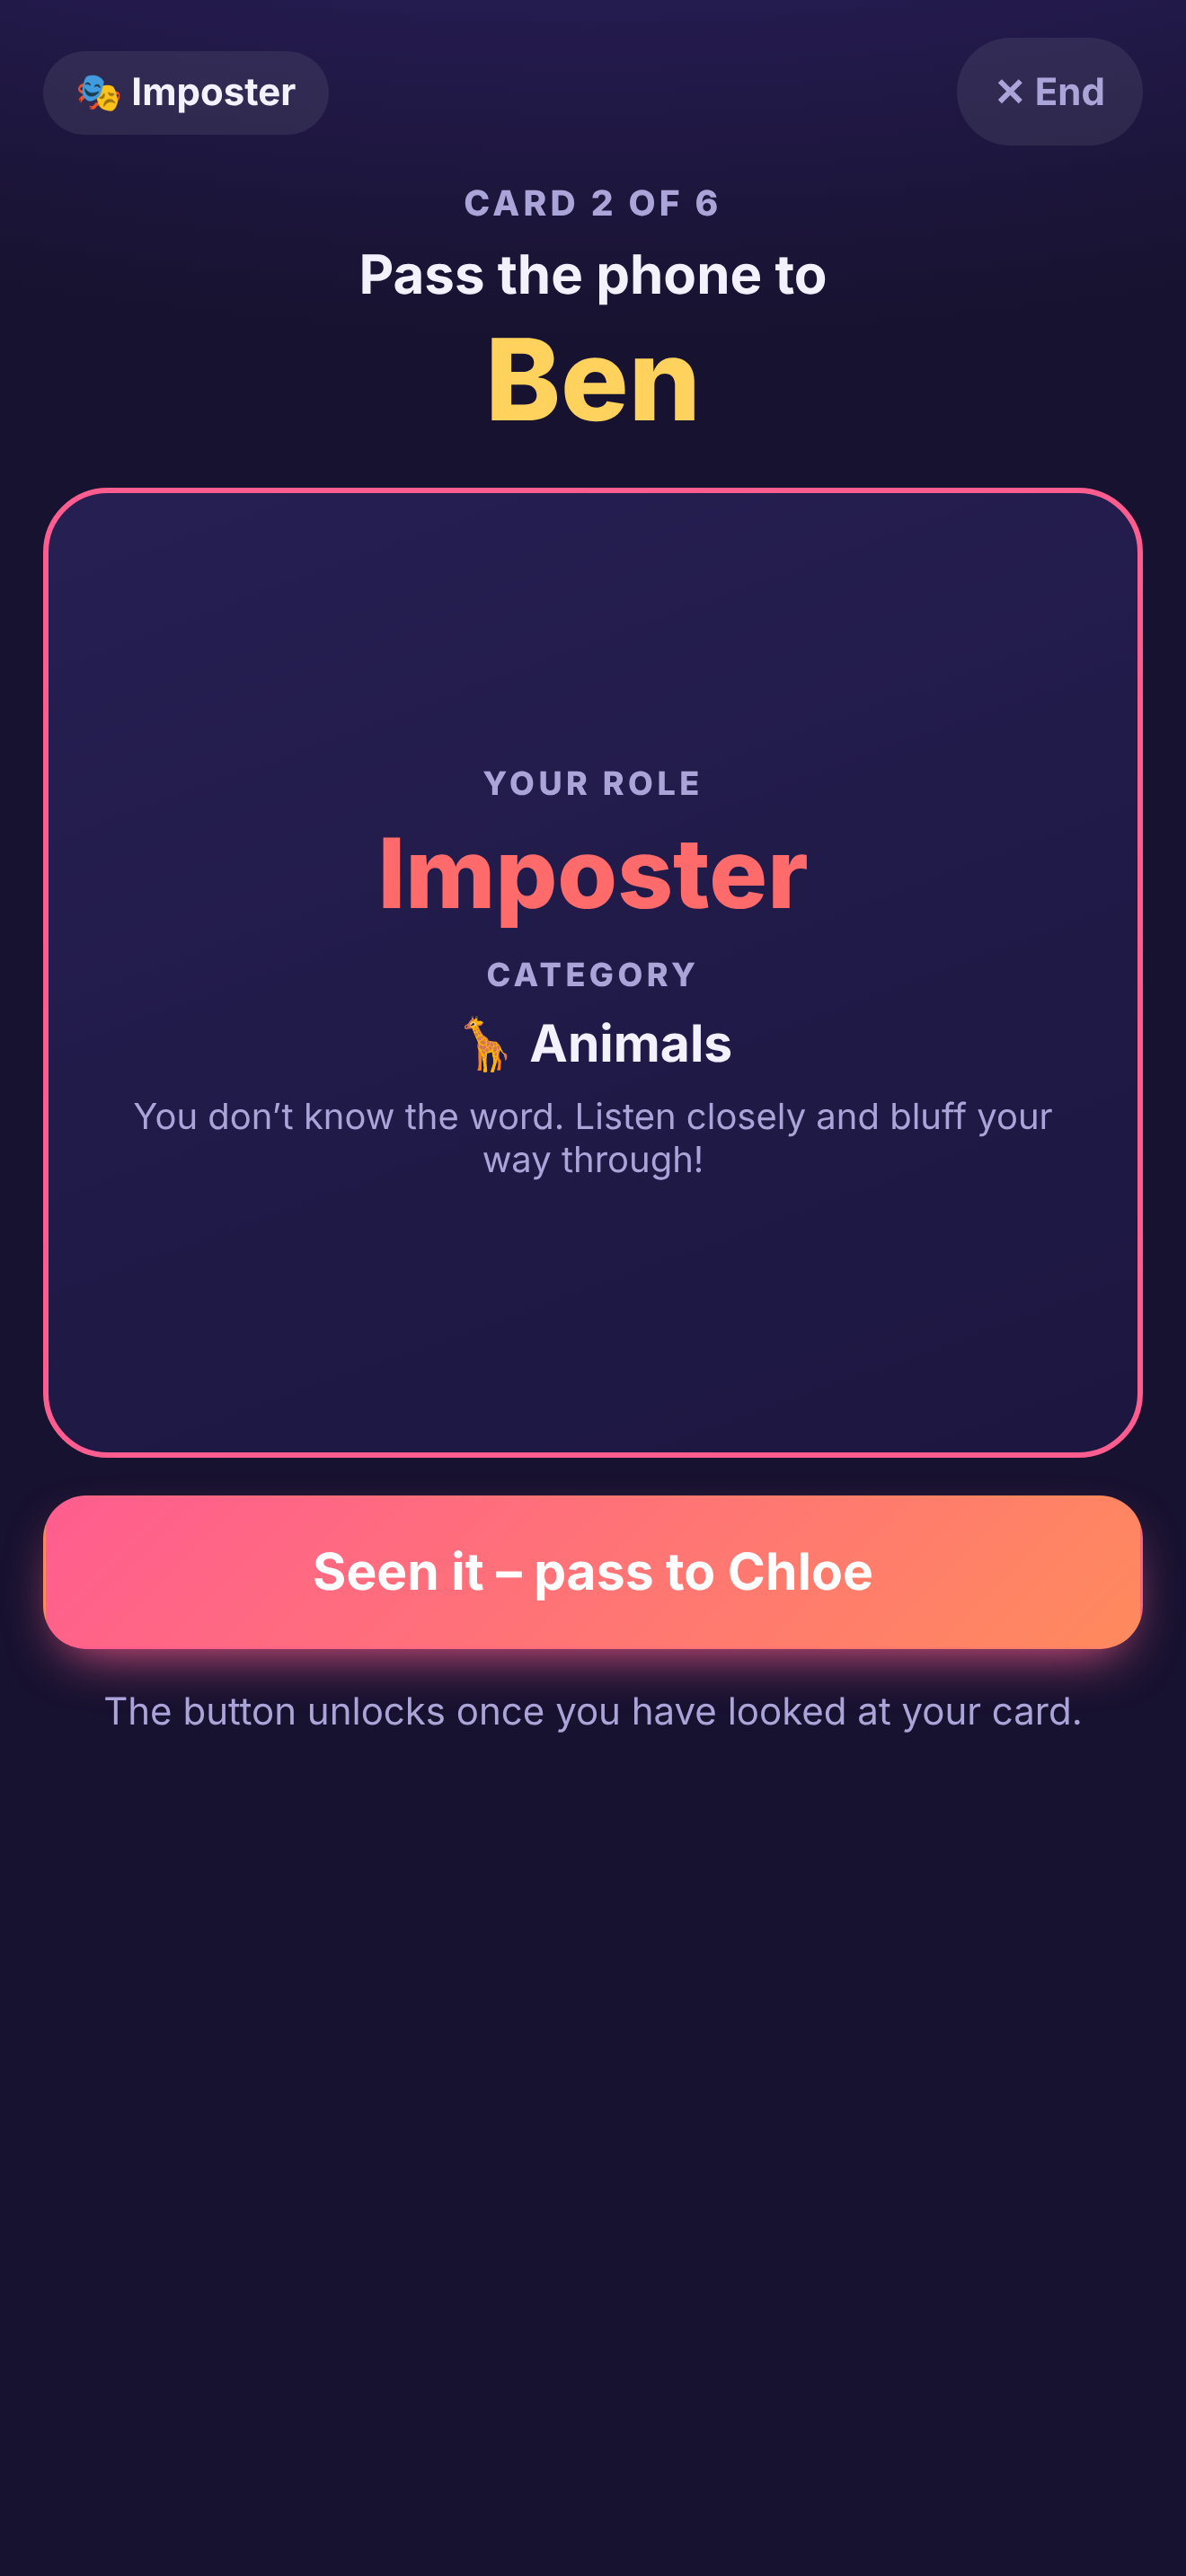 🎭 Imposter
✕ End
CARD 2 OF 6
Pass the phone to
Ben
YOUR ROLE
Imposter
CATEGORY
🦒 Animals
You don’t know the word. Listen closely and bluff your
way through!
Seen it – pass to Chloe
The button unlocks once you have looked at your card.